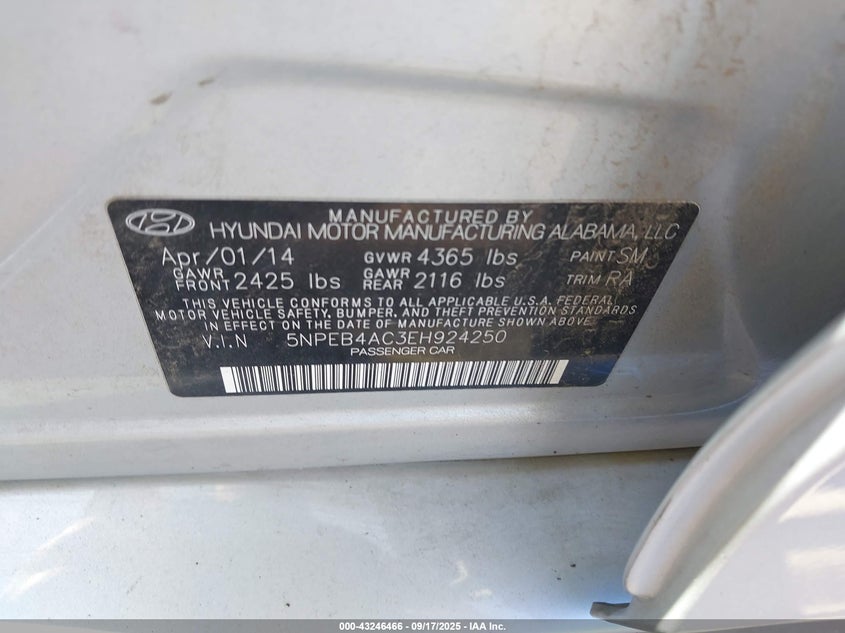 MANUFACTURED BY
HYUNDAI MOTOR MANUFACTURING ALABAMA, LLC
Apr/01/14 GVWR 4365 lbs PAINT SM
GAWR FRONT 2425 lbs GAWR REAR 2116 lbs TRIM RA
THIS VEHICLE CONFORMS TO ALL APPLICABLE U.S.A. FEDERAL
MOTOR VEHICLE SAFETY, BUMPER, AND THEFT PREVENTION STANDARDS
IN EFFECT ON THE DATE OF MANUFACTURE SHOWN ABOVE.
V.I.N 5NPEB4AC3EH924250
PASSENGER CAR
000-43246466 - 09/17/2025 - IAA Inc.